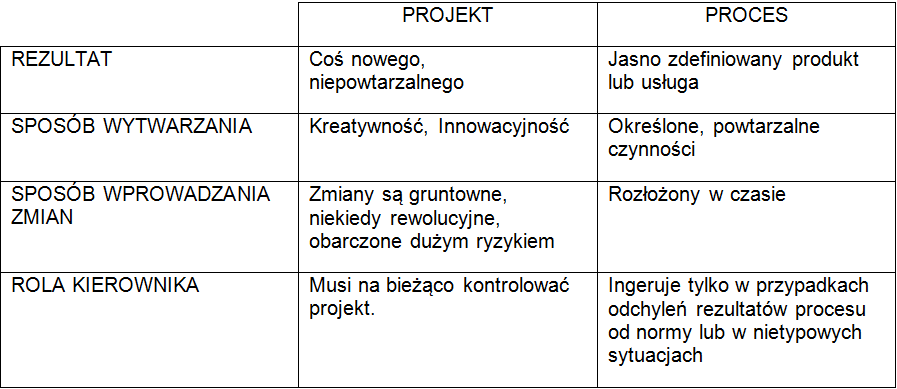 PROJEKT PROCES
REZULTAT Coś nowego, Jasno zdefiniowany produkt
niepowtarzalnego lub usługa
SPOSÓB WYTWARZANIA Kreatywność, Innowacyjność Określone, powtarzalne
czynności
SPOSÓB WPROWADZANIA Zmiany są gruntowne, Rozłożony w czasie
ZMIAN niekiedy rewolucyjne,
obarczone dużym ryzykiem
ROLA KIEROWNIKA Musi na bieżąco kontrolować Ingeruje tylko w przypadkach
projekt. odchyleń rezultatów procesu
od normy lub w nietypowych
sytuacjach